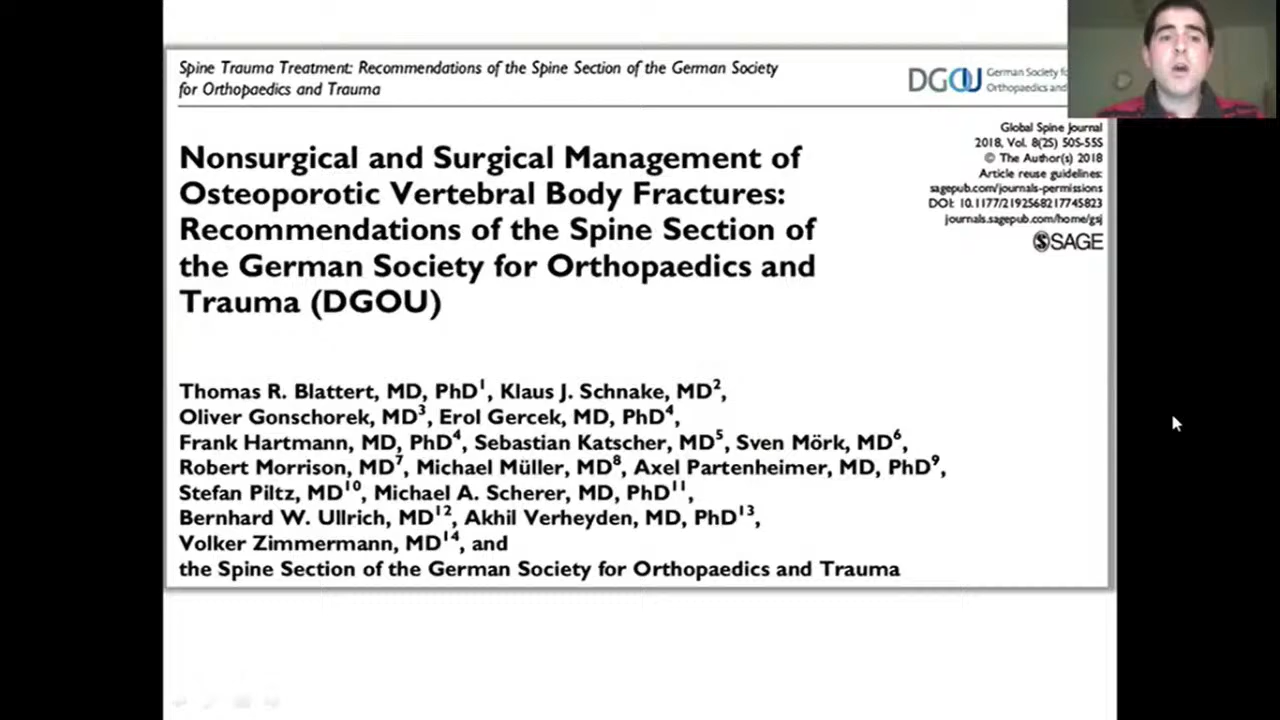 Spine Trauma Treatment: Recommendations of the Spine Section of the German Society
for Orthopaedics and Trauma
DGOU
German Society
Orthopaedics and
Global Spine Journal
2018, Vol. 8(2S) 50S-55S
© The Author(s) 2018
Article reuse guidelines:
sagepub.com/journals-permissions
DOI: 10.1177/2192568217745823
journals.sagepub.com/home/gsj
SAGE
Nonsurgical and Surgical Management of
Osteoporotic Vertebral Body Fractures:
Recommendations of the Spine Section of
the German Society for Orthopaedics and
Trauma (DGOU)
Thomas R. Blattert, MD, PhD1, Klaus J. Schnake, MD2,
Oliver Gonschorek, MD3, Erol Gercek, MD, PhD4,
Frank Hartmann, MD, PhD4, Sebastian Katscher, MD5, Sven Mörk, MD6,
Robert Morrison, MD7, Michael Müller, MD8, Axel Partenheimer, MD, PhD9,
Stefan Piltz, MD10, Michael A. Scherer, MD, PhD11,
Bernhard W. Ullrich, MD12, Akhil Verheyden, MD, PhD13,
Volker Zimmermann, MD14, and
the Spine Section of the German Society for Orthopaedics and Trauma